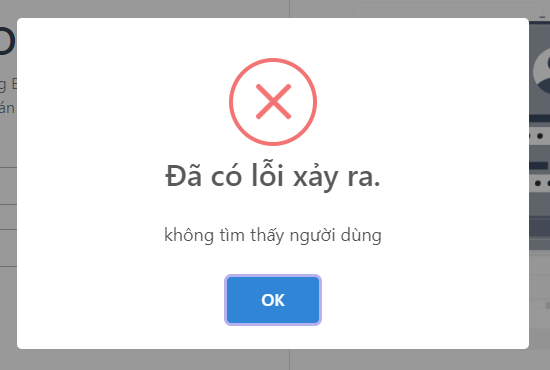 Đã có lỗi xảy ra.
không tìm thấy người dùng
OK